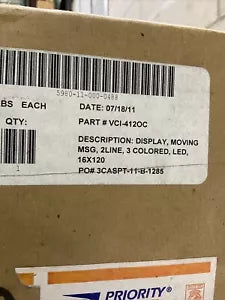 5980-11-000-0488
BS EACH DATE: 07/18/11
QTY: PART # VCI-412OC
DESCRIPTION: DISPLAY, MOVING
MSG, 2LINE, 3 COLORED, LED,
16X120
1 PO# 3CASPT-11-B-1285
PRIORITY